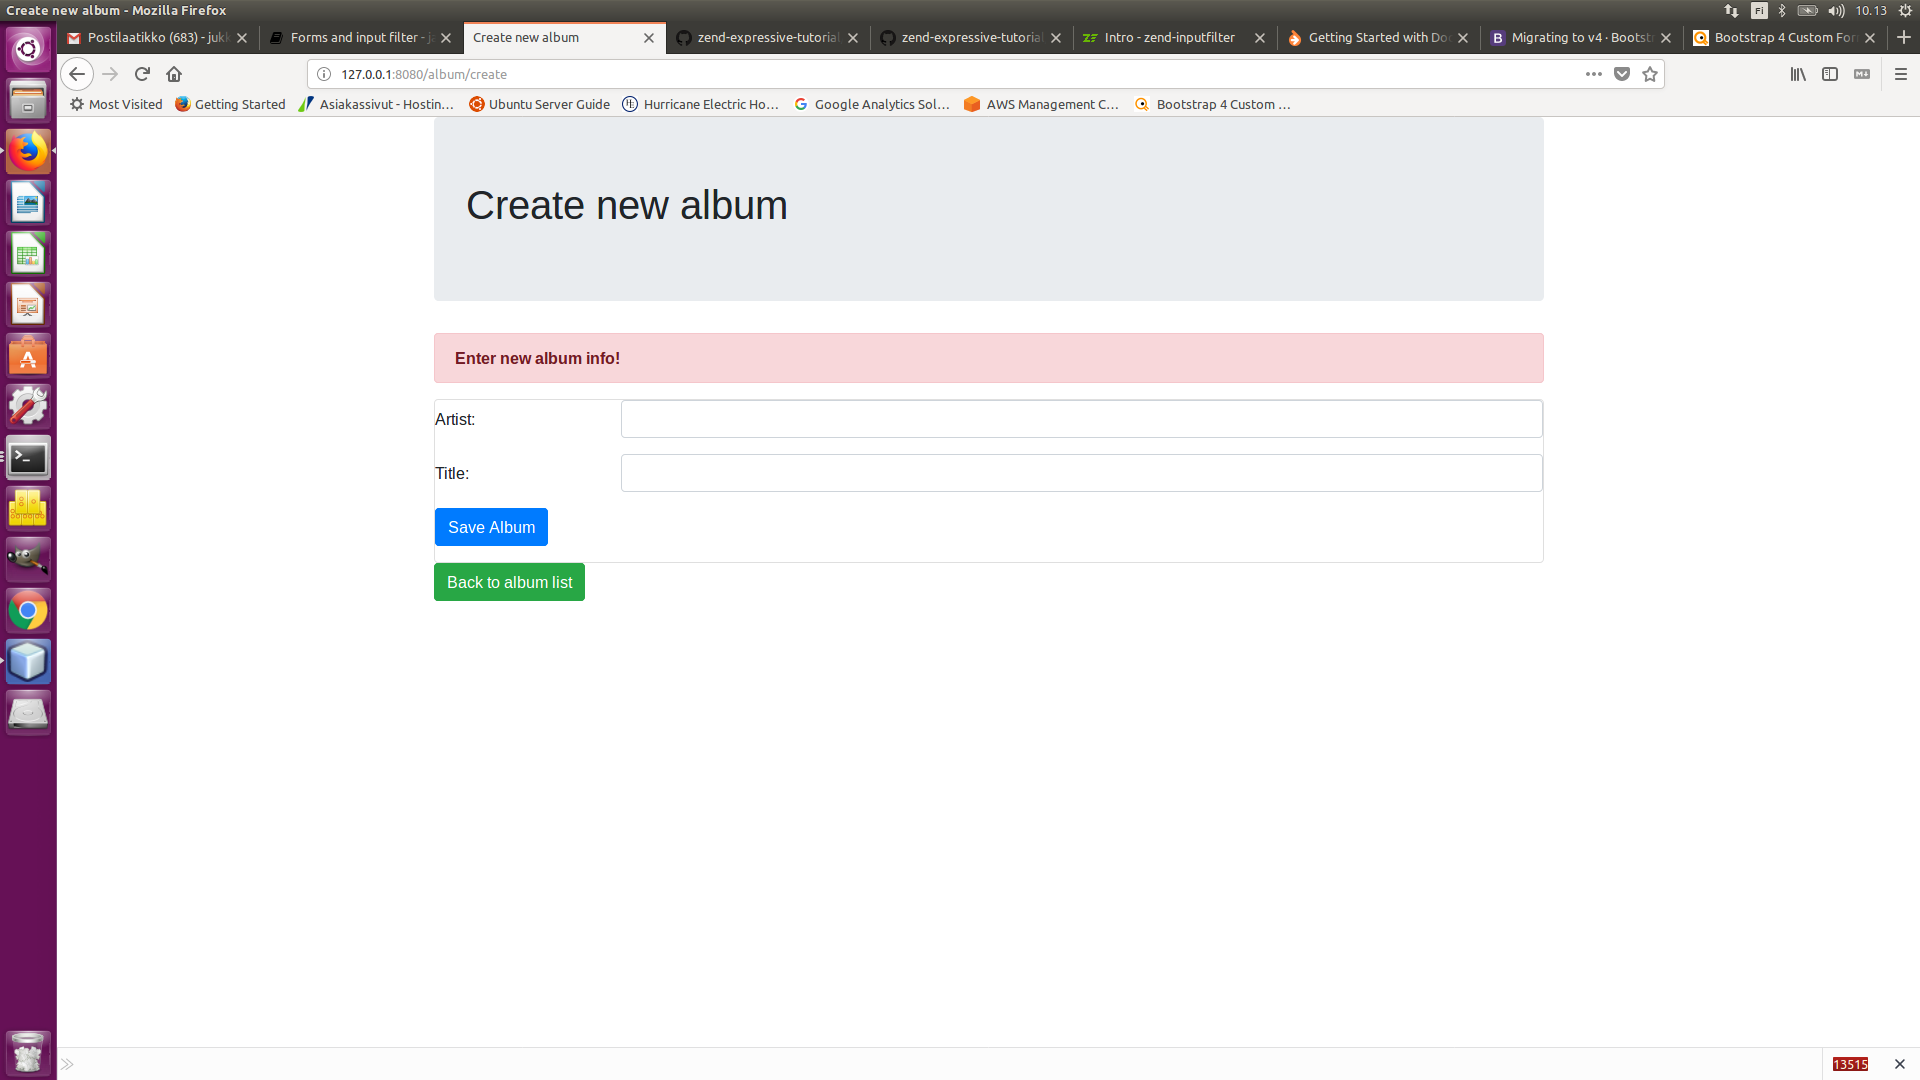 Create new album - Mozilla Firefox
Fi
10.13
Postilaatikko (683) - jukk
Forms and input filter - ja
Create new album
zend-expressive-tutorial
zend-expressive-tutorial
Intro - zend-inputfilter
Getting Started with Doc
Migrating to v4 · Bootst
Bootstrap 4 Custom For
127.0.0.1:8080/album/create
Most Visited
Getting Started
Asiakassivut - Hostin…
Ubuntu Server Guide
Hurricane Electric Ho…
Google Analytics Sol…
AWS Management C…
Bootstrap 4 Custom …
Create new album
Enter new album info!
Artist:
Title:
Save Album
Back to album list
13515